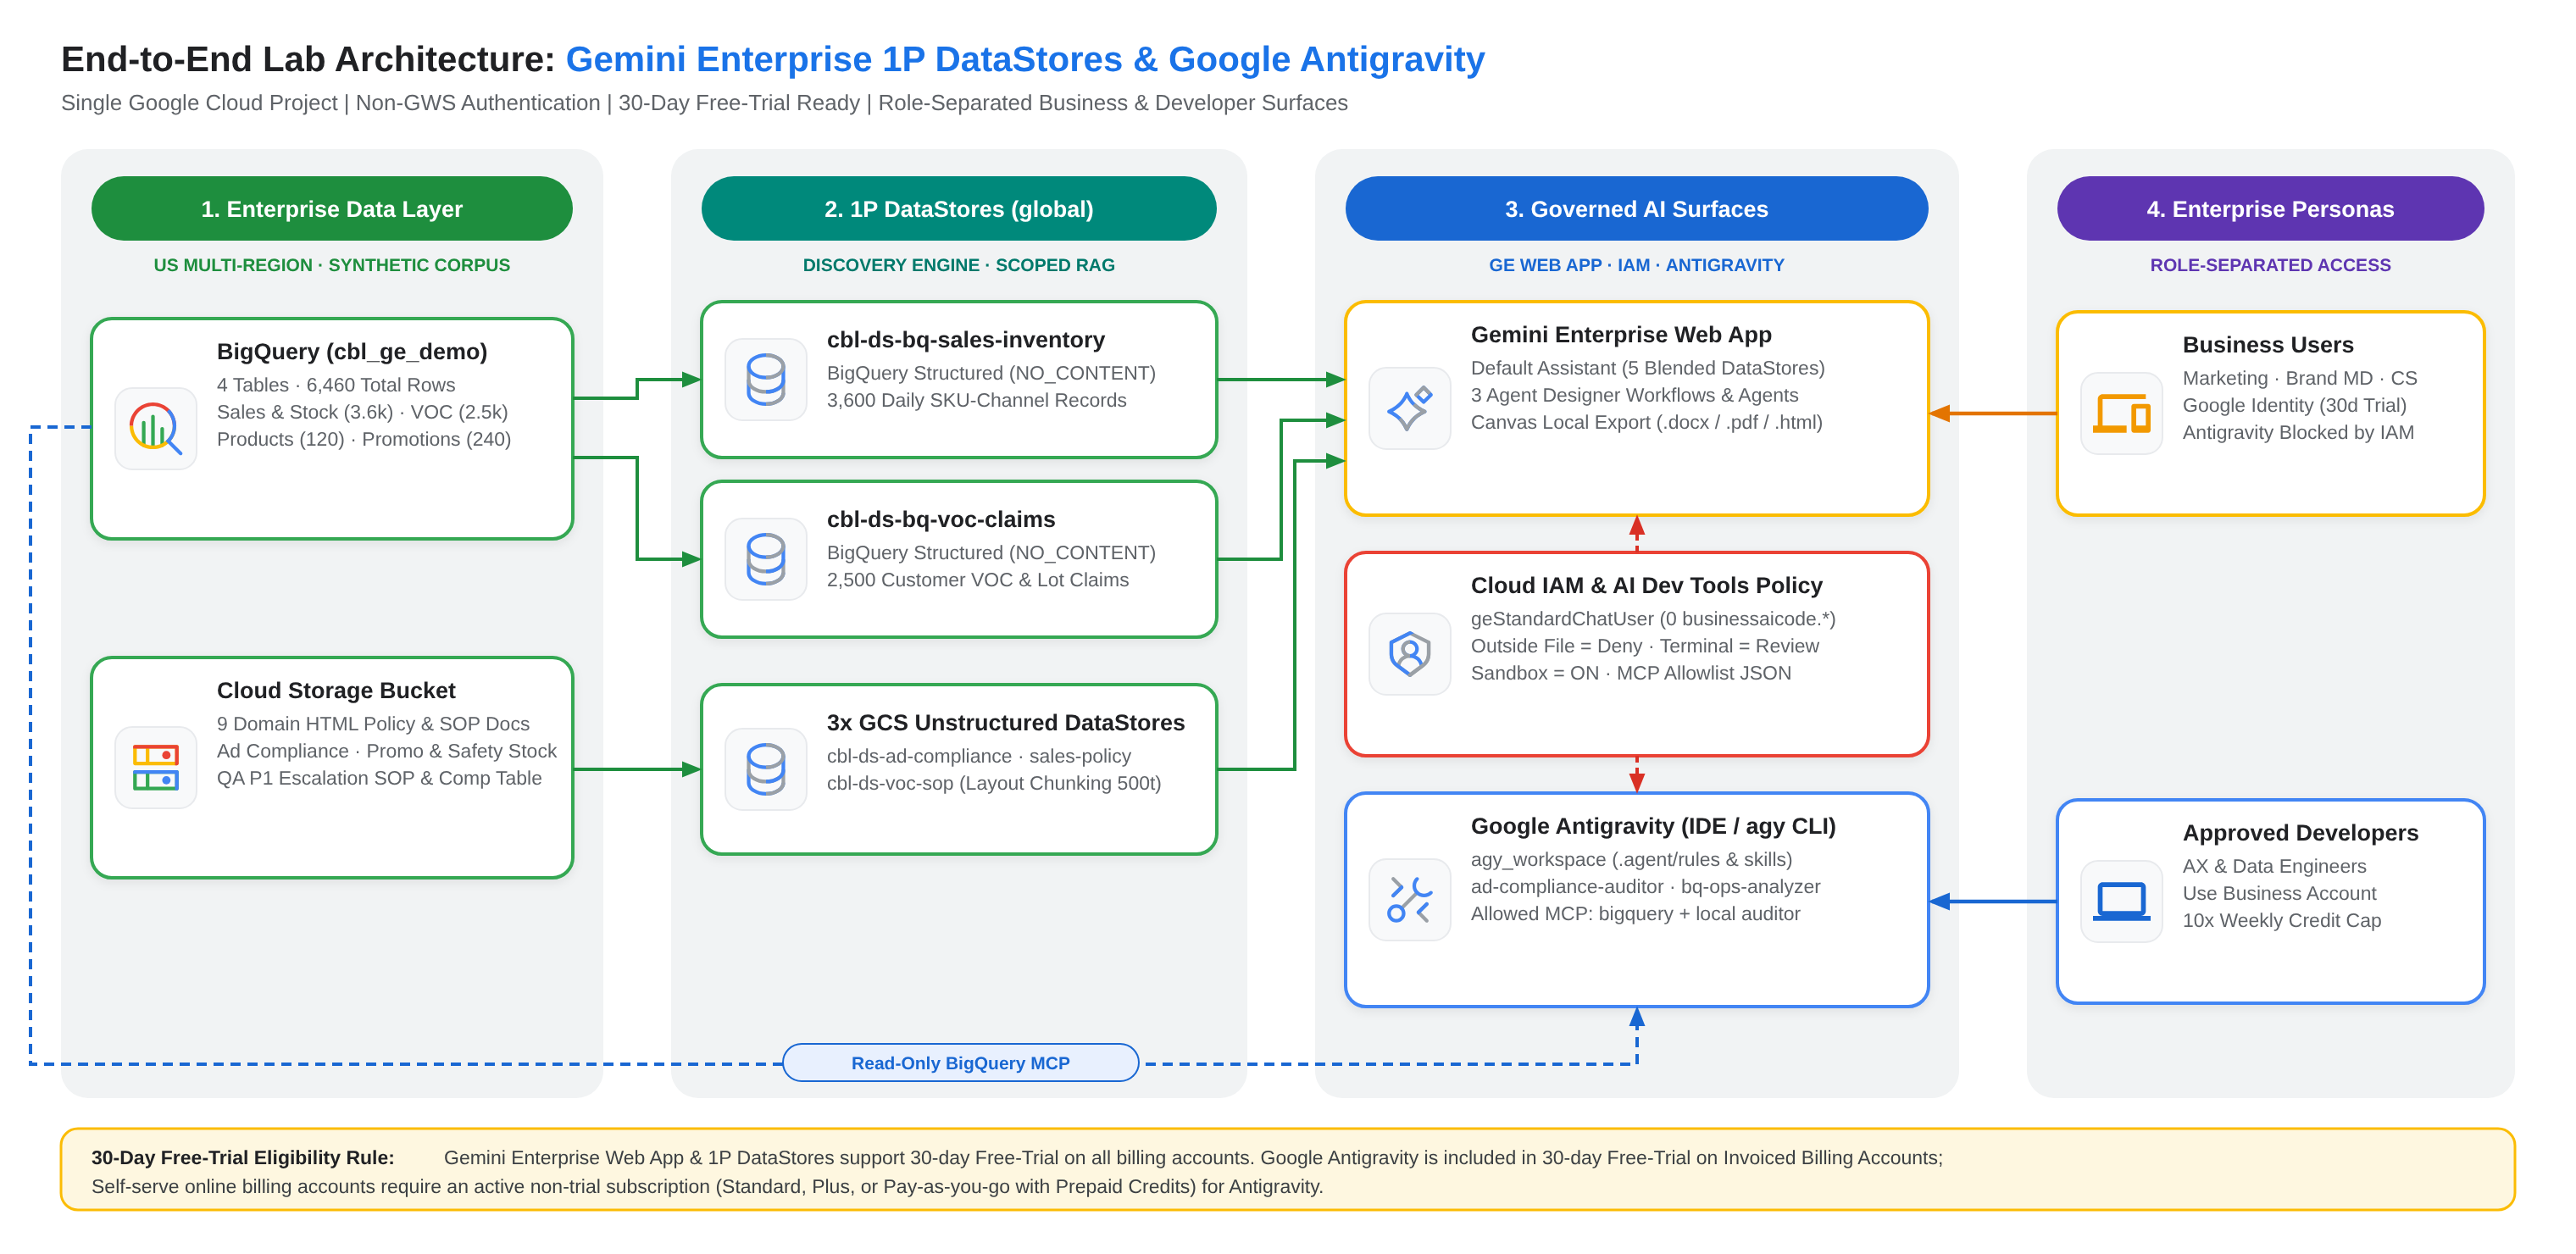 End-to-End Lab Architecture: Gemini Enterprise 1P DataStores & Google Antigravity
Single Google Cloud Project | Non-GWS Authentication | 30-Day Free-Trial Ready | Role-Separated Business & Developer Surfaces
1. Enterprise Data Layer
US MULTI-REGION · SYNTHETIC CORPUS
BigQuery (cbl_ge_demo)
4 Tables · 6,460 Total Rows
Sales & Stock (3.6k) · VOC (2.5k)
Products (120) · Promotions (240)
Cloud Storage Bucket
9 Domain HTML Policy & SOP Docs
Ad Compliance · Promo & Safety Stock
QA P1 Escalation SOP & Comp Table
2. 1P DataStores (global)
DISCOVERY ENGINE · SCOPED RAG
cbl-ds-bq-sales-inventory
BigQuery Structured (NO_CONTENT)
3,600 Daily SKU-Channel Records
cbl-ds-bq-voc-claims
BigQuery Structured (NO_CONTENT)
2,500 Customer VOC & Lot Claims
3x GCS Unstructured DataStores
cbl-ds-ad-compliance · sales-policy
cbl-ds-voc-sop (Layout Chunking 500t)
Read-Only BigQuery MCP
3. Governed AI Surfaces
GE WEB APP · IAM · ANTIGRAVITY
Gemini Enterprise Web App
Default Assistant (5 Blended DataStores)
3 Agent Designer Workflows & Agents
Canvas Local Export (.docx / .pdf / .html)
Cloud IAM & AI Dev Tools Policy
geStandardChatUser (0 businessaicode.*)
Outside File = Deny · Terminal = Review
Sandbox = ON · MCP Allowlist JSON
Google Antigravity (IDE / agy CLI)
agy_workspace (.agent/rules & skills)
ad-compliance-auditor · bq-ops-analyzer
Allowed MCP: bigquery + local auditor
4. Enterprise Personas
ROLE-SEPARATED ACCESS
Business Users
Marketing · Brand MD · CS
Google Identity (30d Trial)
Antigravity Blocked by IAM
Approved Developers
AX & Data Engineers
Use Business Account
10x Weekly Credit Cap
30-Day Free-Trial Eligibility Rule: Gemini Enterprise Web App & 1P DataStores support 30-day Free-Trial on all billing accounts. Google Antigravity is included in 30-day Free-Trial on Invoiced Billing Accounts;
Self-serve online billing accounts require an active non-trial subscription (Standard, Plus, or Pay-as-you-go with Prepaid Credits) for Antigravity.